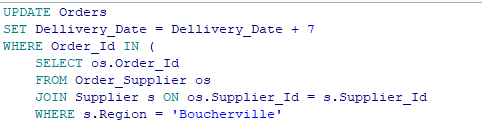 UPDATE Orders
SET Dellivery_Date = Dellivery_Date + 7
WHERE Order_Id IN (
SELECT os.Order_Id
FROM Order_Supplier os
JOIN Supplier s ON os.Supplier_Id = s.Supplier_Id
WHERE s.Region = 'Boucherville'